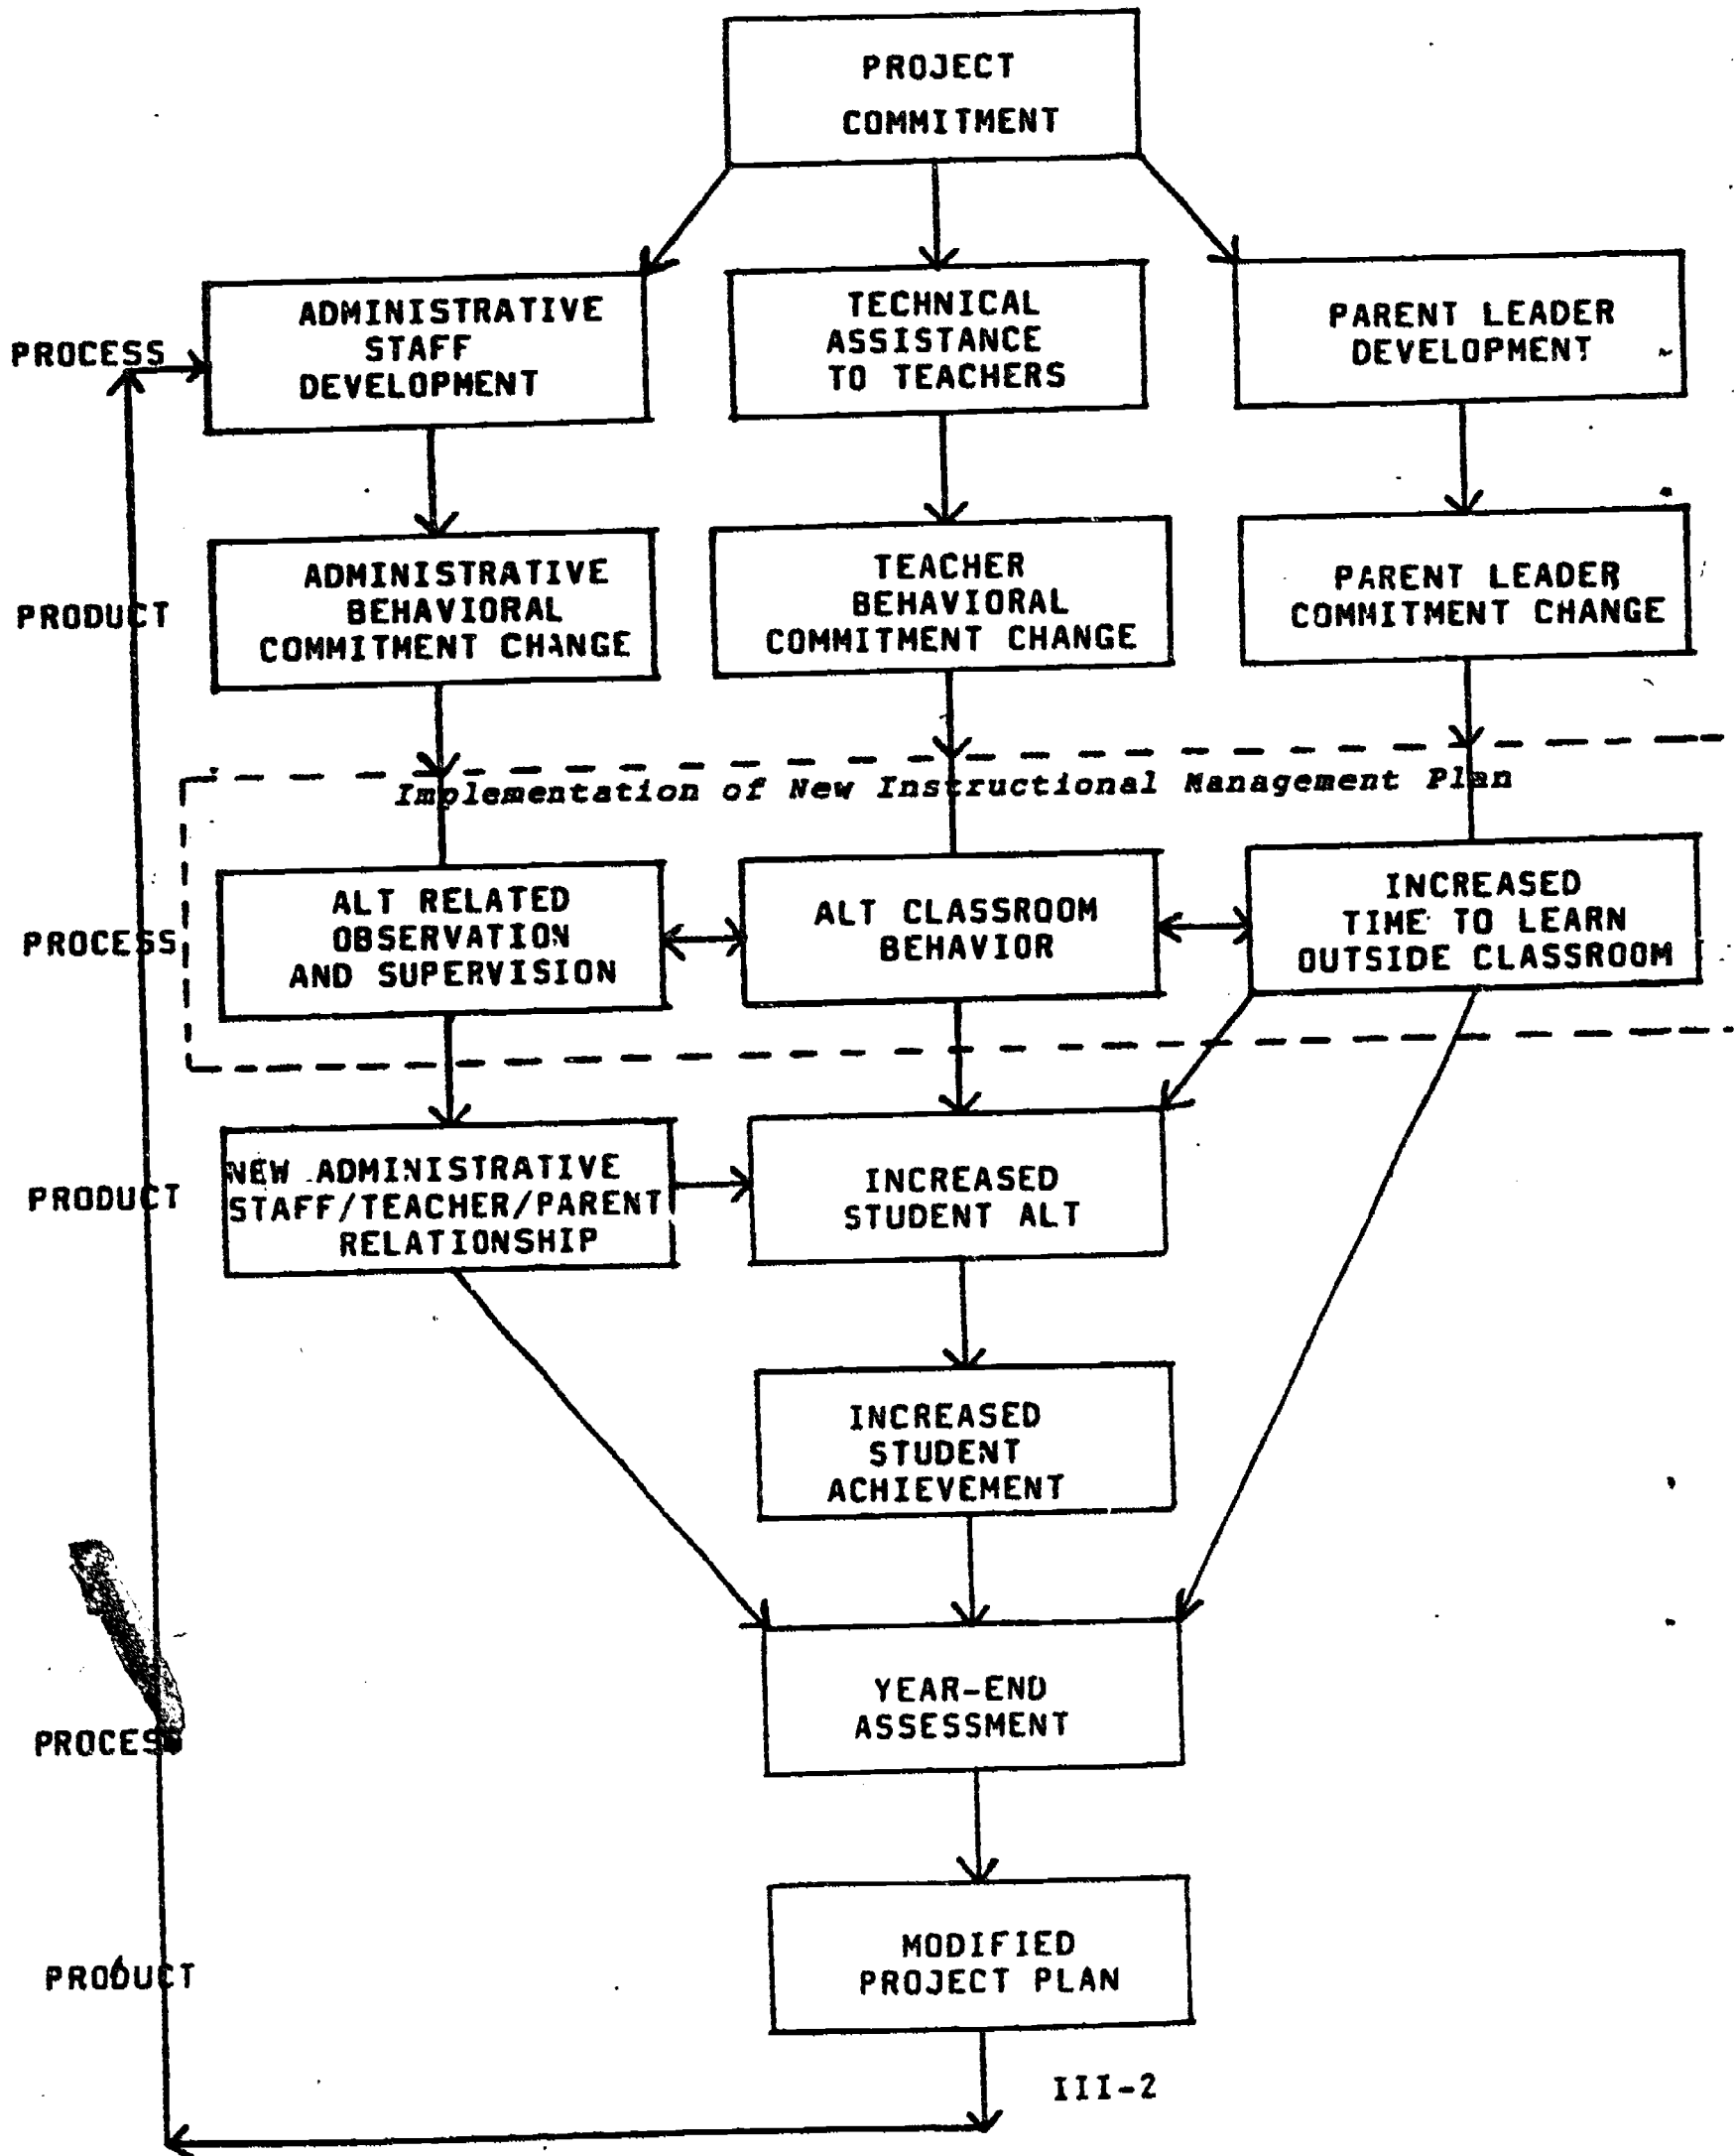 PROJECT
COMMITMENT
PROCESS
ADMINISTRATIVE
STAFF
DEVELOPMENT
TECHNICAL
ASSISTANCE
TO TEACHERS
PARENT LEADER
DEVELOPMENT
PRODUCT
ADMINISTRATIVE
BEHAVIORAL
COMMITMENT CHANGE
TEACHER
BEHAVIORAL
COMMITMENT CHANGE
PARENT LEADER
COMMITMENT CHANGE
Implementation of New Instructional Management Plan
PROCESS
ALT RELATED
OBSERVATION
AND SUPERVISION
ALT CLASSROOM
BEHAVIOR
INCREASED
TIME TO LEARN
OUTSIDE CLASSROOM
PRODUCT
NEW ADMINISTRATIVE
STAFF/TEACHER/PARENT
RELATIONSHIP
INCREASED
STUDENT ALT
INCREASED
STUDENT
ACHIEVEMENT
PROCESS
YEAR-END
ASSESSMENT
PRODUCT
MODIFIED
PROJECT PLAN
III-2